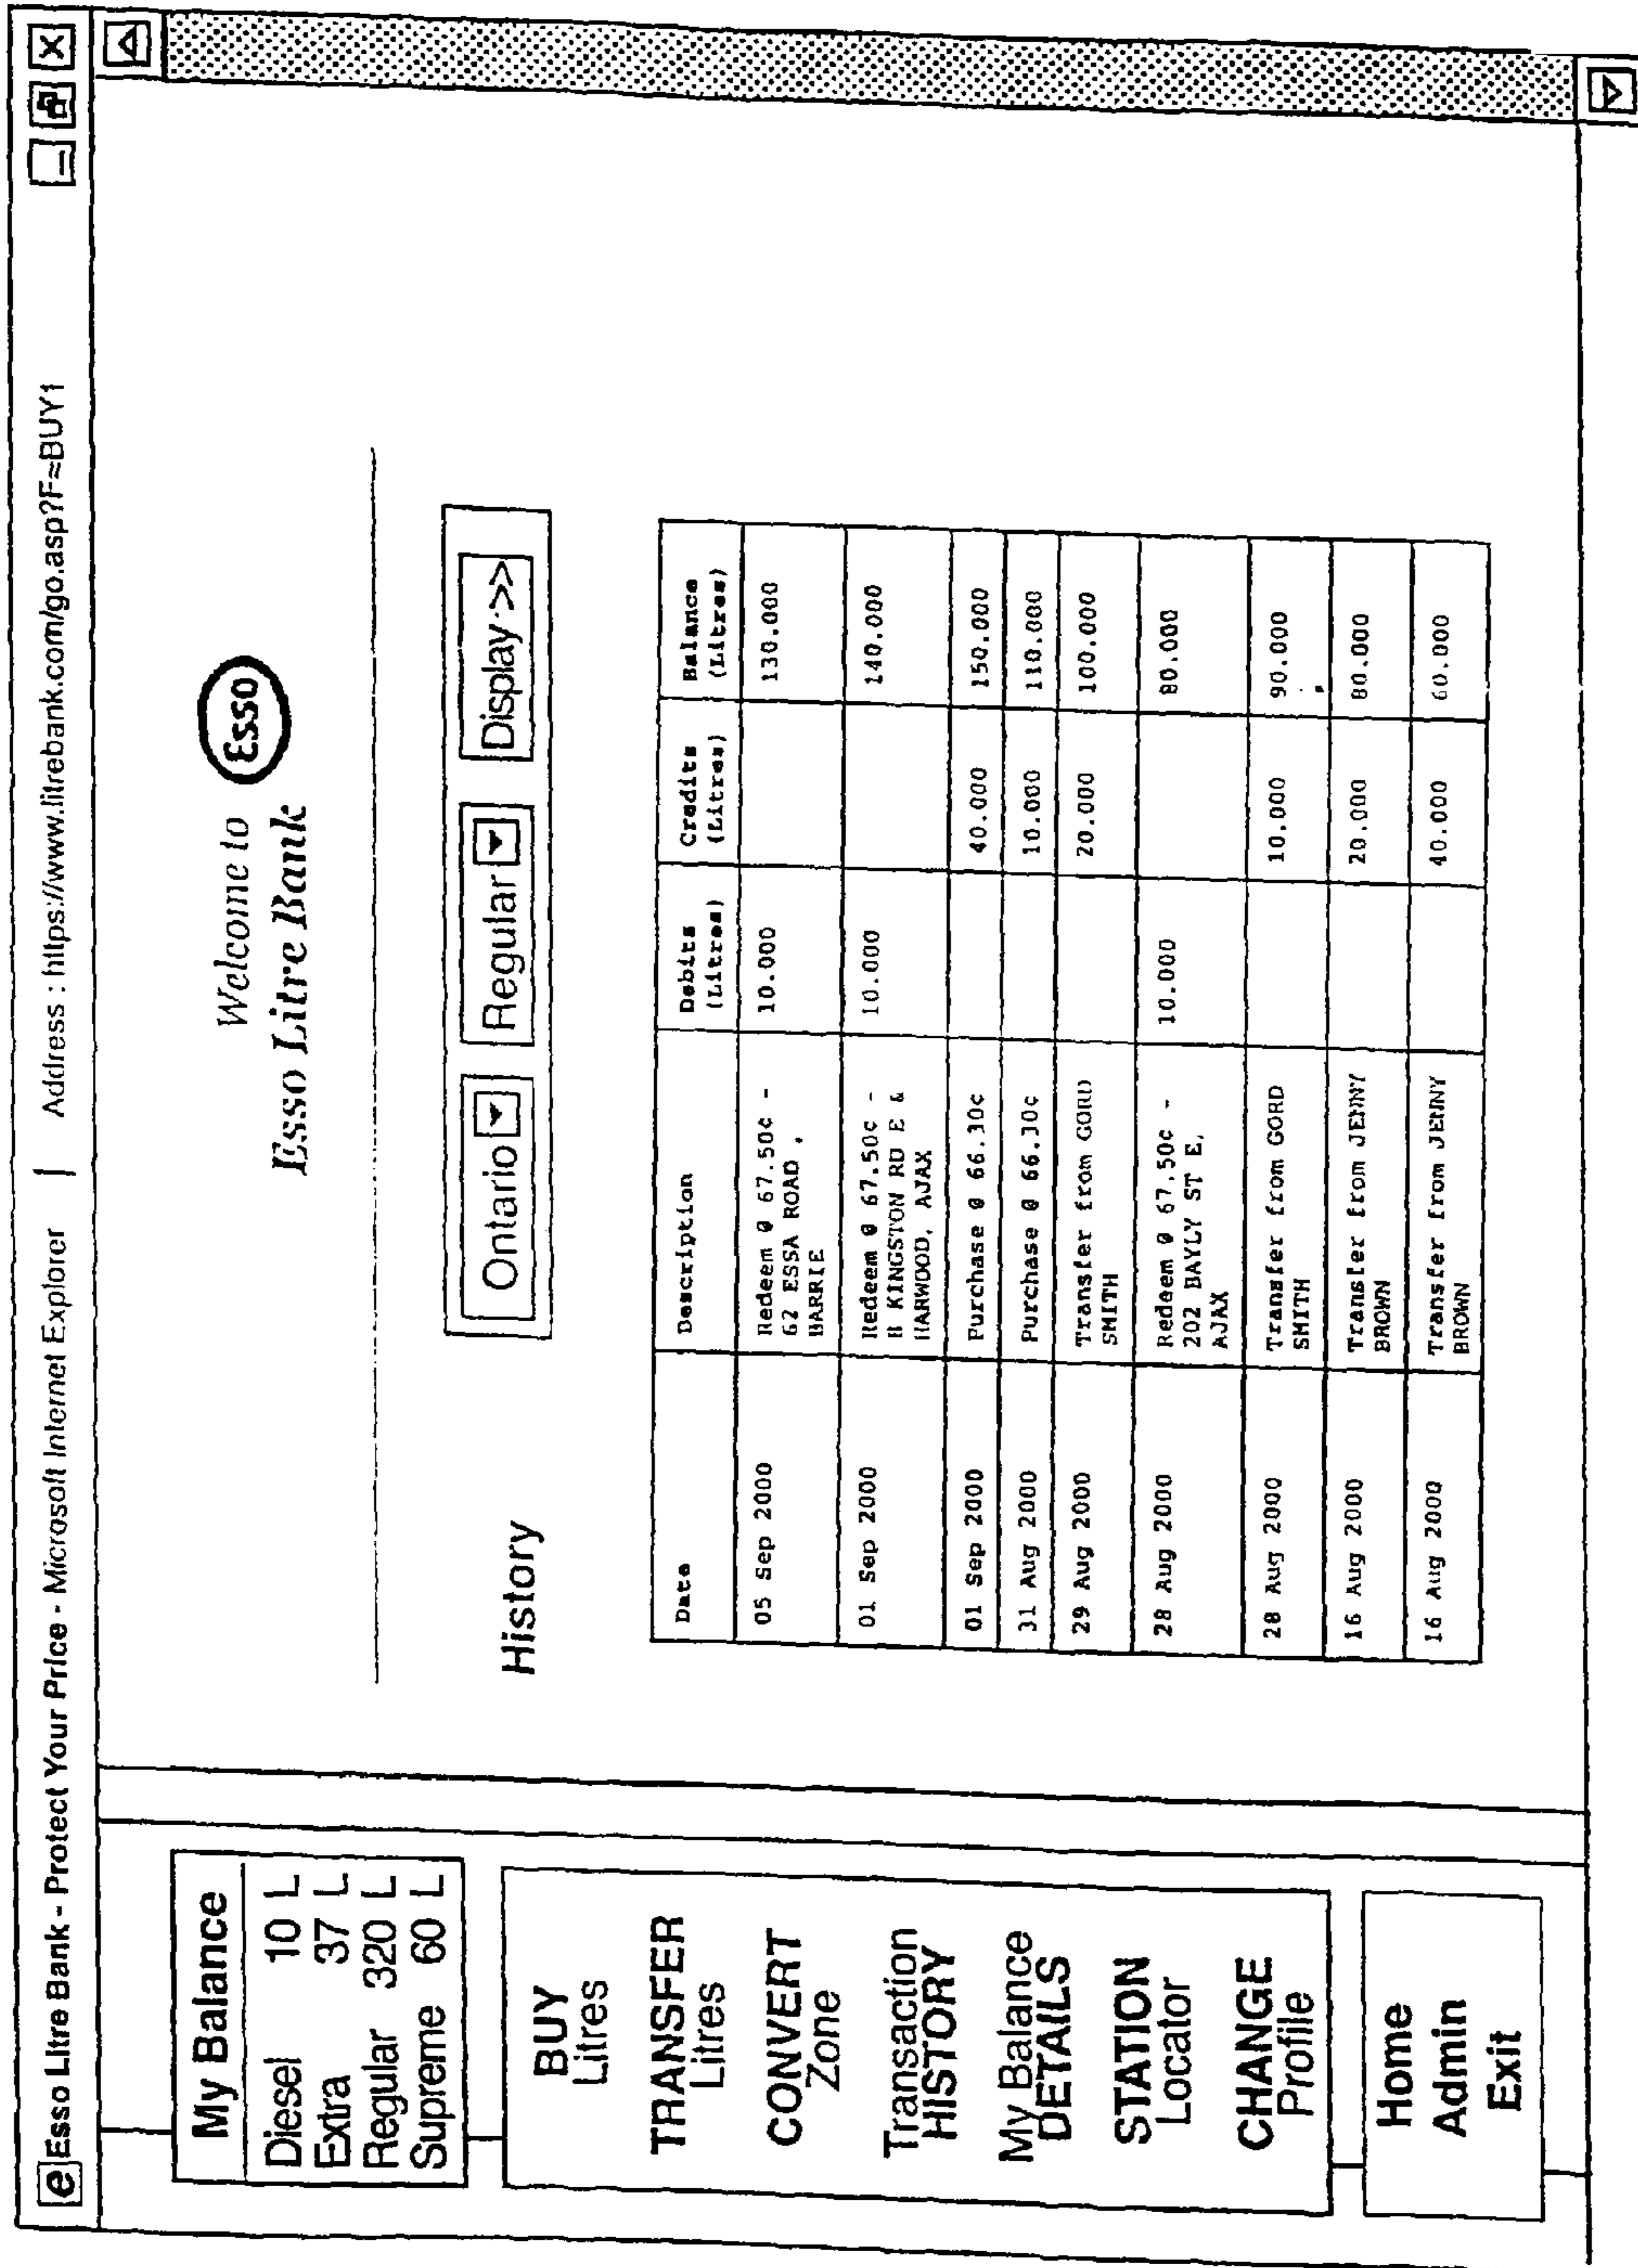 Esso Litre Bank - Protect Your Price - Microsoft Internet Explorer | Address : https://www.litrebank.com/go.asp?F=BUY1
My Balance
Diesel 10 L
Extra 37 L
Regular 320 L
Supreme 60 L
BUY
Litres
TRANSFER
Litres
CONVERT
Zone
Transaction
HISTORY
My Balance
DETAILS
STATION
Locator
CHANGE
Profile
Home
Admin
Exit
Welcome to
Esso Litre Bank
Esso
History
Ontario Regular Display >>
Date Description Debits (Litres) Credits (Litres) Balance (Litres)
05 Sep 2000 Redeem @ 67.50¢ - 10.000 130.000
62 ESSA ROAD ,
BARRIE
01 Sep 2000 Redeem @ 67.50¢ - 10.000 140.000
KINGSTON RD E &
HARWOOD, AJAX
01 Sep 2000 Purchase @ 66.30¢ 40.000 150.000
31 Aug 2000 Purchase @ 66.30¢ 10.000 110.000
29 Aug 2000 Transfer from GORD 20.000 100.000
SMITH
28 Aug 2000 Redeem @ 67.50¢ - 10.000 80.000
202 BAYLY ST E,
AJAX
28 Aug 2000 Transfer from GORD 10.000 90.000
SMITH
16 Aug 2000 Transfer from JENNY 20.000 80.000
BROWN
16 Aug 2000 Transfer from JENNY 40.000 60.000
BROWN